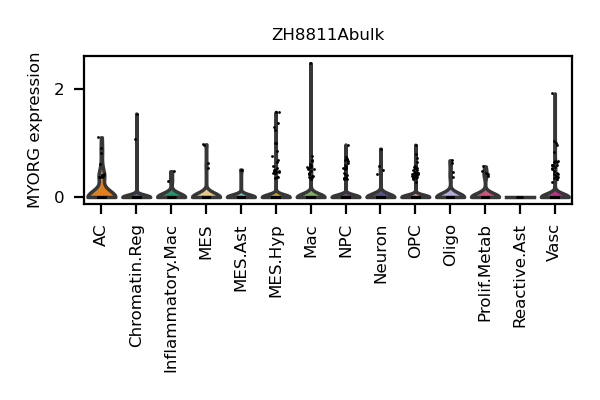 ZH8811Abulk
MYORG expression
2
0
AC
Chromatin.Reg
Inflammatory.Mac
MES
MES.Ast
MES.Hyp
Mac
NPC
Neuron
OPC
Oligo
Prolif.Metab
Reactive.Ast
Vasc